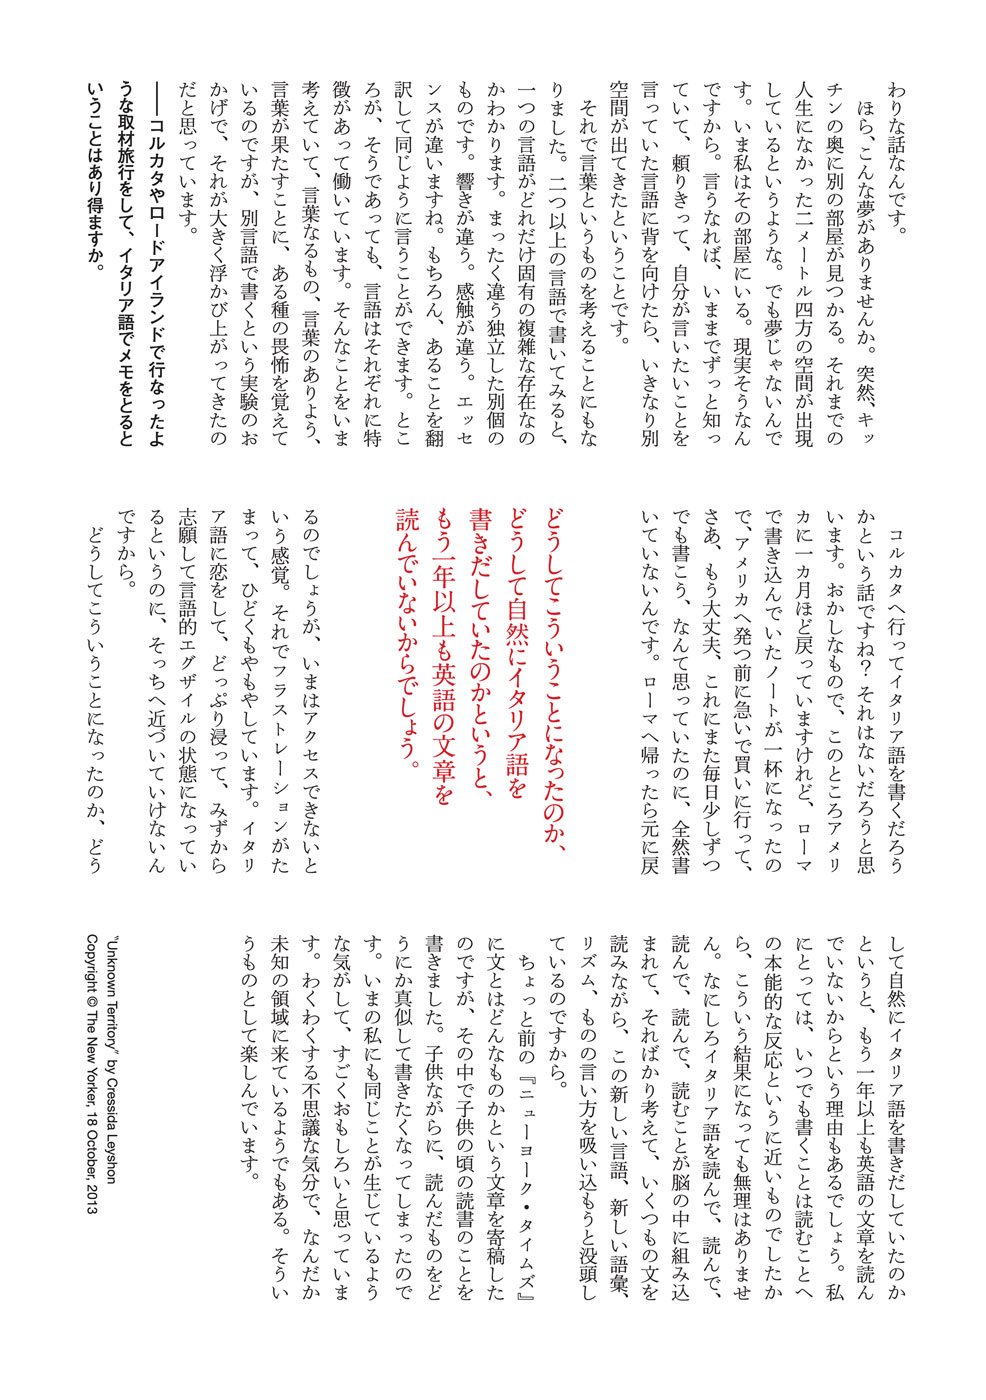 わりな話なんです。
　ほら、こんな夢がありませんか。突然、キッ
チンの奥に別の部屋が見つかる。それまでの
人生になかった二メートル四方の空間が出現
しているというような。でも夢じゃないんで
す。いま私はその部屋にいる。現実そうなん
ですから。言うなれば、いままでずっと知っ
ていて、頼りきって、自分が言いたいことを
言っていた言語に背を向けたら、いきなり別
空間が出てきたということです。
　それで言葉というものを考えることにもな
りました。二つ以上の言語で書いてみると、
一つの言語がどれだけ固有の複雑な存在なの
かわかります。まったく違う独立した別個の
ものです。響きが違う。感触が違う。エッセ
ンスが違いますね。もちろん、あることを翻
訳して同じように言うことができます。とこ
ろが、そうであっても、言語はそれぞれに特
徴があって働いています。そんなことをいま
考えていて、言葉なるもの、言葉のありよう、
言葉が果たすことに、ある種の畏怖を覚えて
いるのですが、別言語で書くという実験のお
かげで、それが大きく浮かび上がってきたの
だと思っています。
――コルカタやロードアイランドで行なったよ
うな取材旅行をして、イタリア語でメモをとると
いうことはあり得ますか。
　コルカタへ行ってイタリア語を書くだろう
かという話ですね？それはないだろうと思
います。おかしなもので、このところアメリ
カに一カ月ほど戻っていますけれど、ローマ
で書き込んでいたノートが一杯になったの
で、アメリカへ発つ前に急いで買いに行って、
さあ、もう大丈夫、これにまた毎日少しずつ
でも書こう、なんて思っていたのに、全然書
いていないんです。ローマへ帰ったら元に戻
どうしてこういうことになったのか、
どうして自然にイタリア語を
書きだしていたのかというと、
もう一年以上も英語の文章を
読んでいないからでしょう。
るのでしょうが、いまはアクセスできないと
いう感覚。それでフラストレーションがた
まって、ひどくもやもやしています。イタリ
ア語に恋をして、どっぷり浸って、みずから
志願して言語的エグザイルの状態になってい
るというのに、そっちへ近づいていけないん
ですから。
　どうしてこういうことになったのか、どう
して自然にイタリア語を書きだしていたのか
というと、もう一年以上も英語の文章を読ん
でいないからという理由もあるでしょう。私
にとっては、いつでも書くことは読むことへ
の本能的な反応というに近いものでしたか
ら、こういう結果になっても無理はありませ
ん。なにしろイタリア語を読んで、読んで、
読んで、読んで、読むことが脳の中に組み込
まれて、そればかり考えて、いくつもの文を
読みながら、この新しい言語、新しい語彙、
リズム、ものの言い方を吸い込もうと没頭し
ているのですから。
　ちょっと前の『ニューヨーク・タイムズ』
に文とはどんなものかという文章を寄稿した
のですが、その中で子供の頃の読書のことを
書きました。子供ながらに、読んだものをど
うにか真似して書きたくなってしまったので
す。いまの私にも同じことが生じているよう
な気がして、すごくおもしろいと思っていま
す。わくわくする不思議な気分で、なんだか
未知の領域に来ているようでもある。そうい
うものとして楽しんでいます。
“Unknown Territory” by Cressida Leyshon
Copyright © The New Yorker, 18 October, 2013